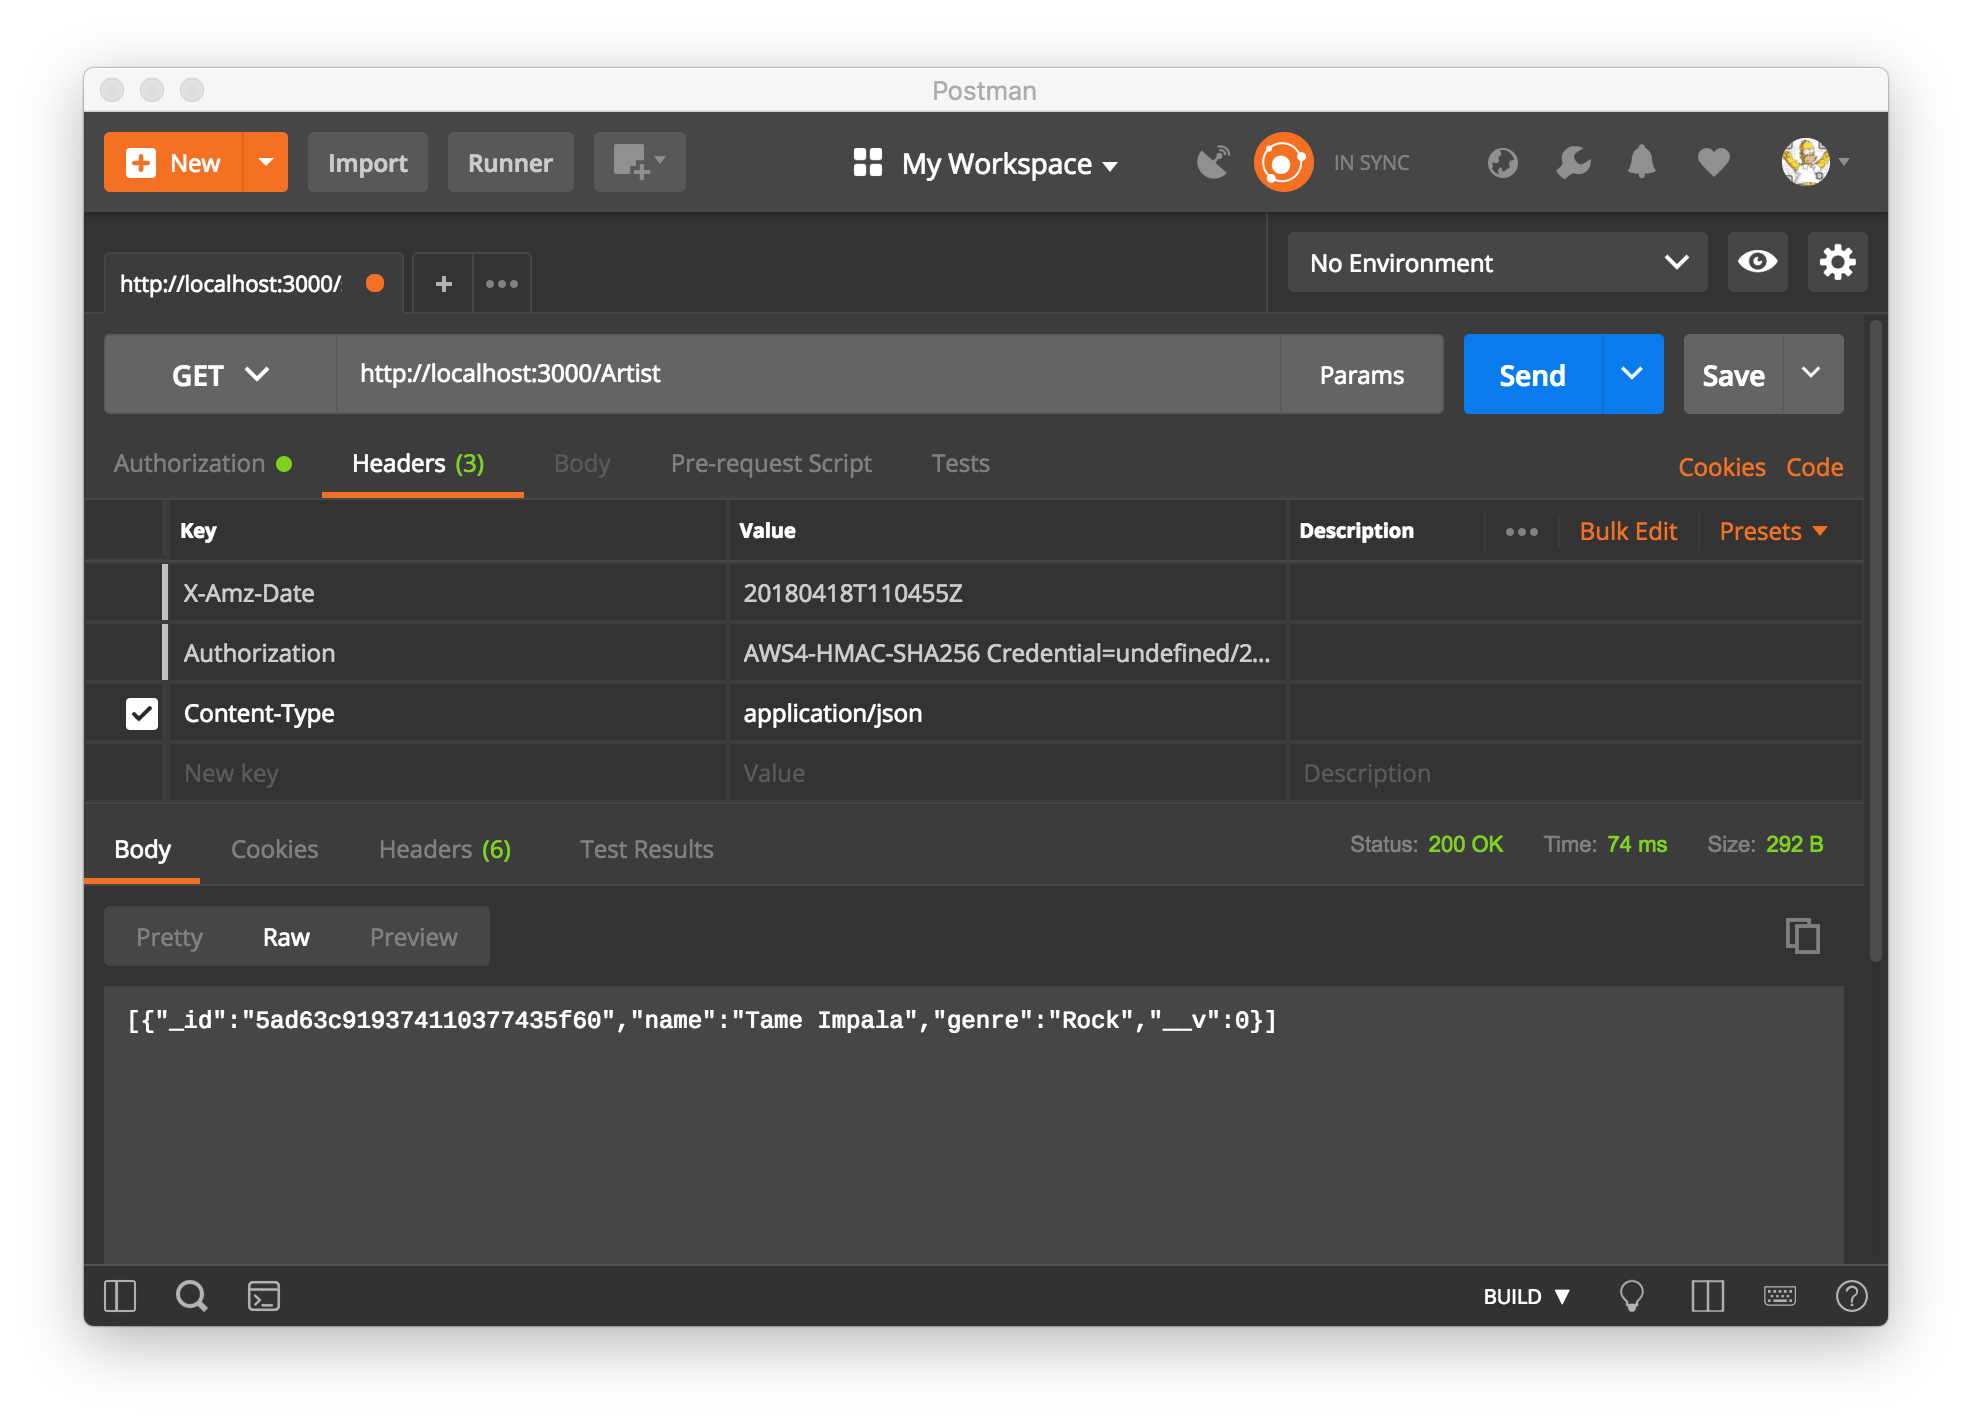 Postman
New Import Runner My Workspace IN SYNC
http://localhost:3000/ No Environment
GET http://localhost:3000/Artist Params Send Save
Authorization Headers (3) Body Pre-request Script Tests Cookies Code
Key Value Description Bulk Edit Presets
X-Amz-Date 20180418T110455Z
Authorization AWS4-HMAC-SHA256 Credential=undefined/2...
Content-Type application/json
New key Value Description
Body Cookies Headers (6) Test Results Status: 200 OK Time: 74 ms Size: 292 B
Pretty Raw Preview
[{"_id":"5ad63c919374110377435f60","name":"Tame Impala","genre":"Rock","__v":0}]
BUILD